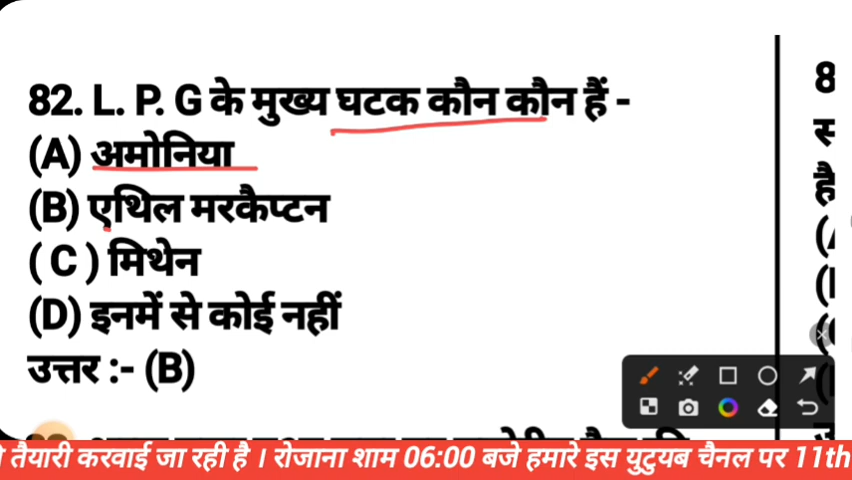 82. L. P. G के मुख्य घटक कौन कौन हैं -
(A) अमोनिया
(B) एथिल मरकैप्टन
( C ) मिथेन
(D) इनमें से कोई नहीं
उत्तर :- (B)
8
है
तैयारी करवाई जा रही है । रोजाना शाम 06:00 बजे हमारे इस युटुयब चैनल पर 11th